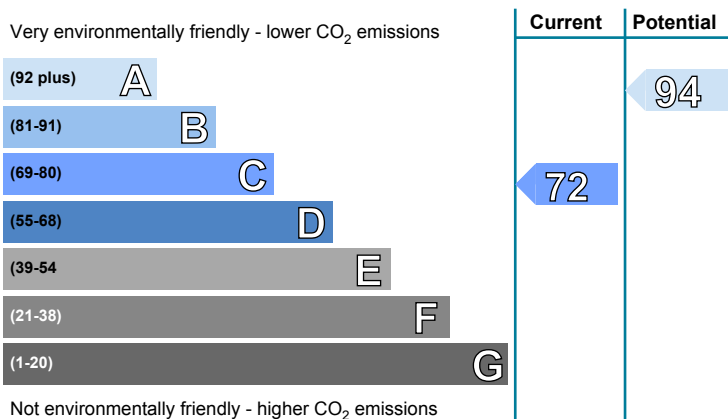 Very environmentally friendly - lower CO2 emissions
Current
Potential
(92 plus) A
94
(81-91) B
(69-80) C
72
(55-68) D
(39-54 E
(21-38) F
(1-20) G
Not environmentally friendly - higher CO2 emissions